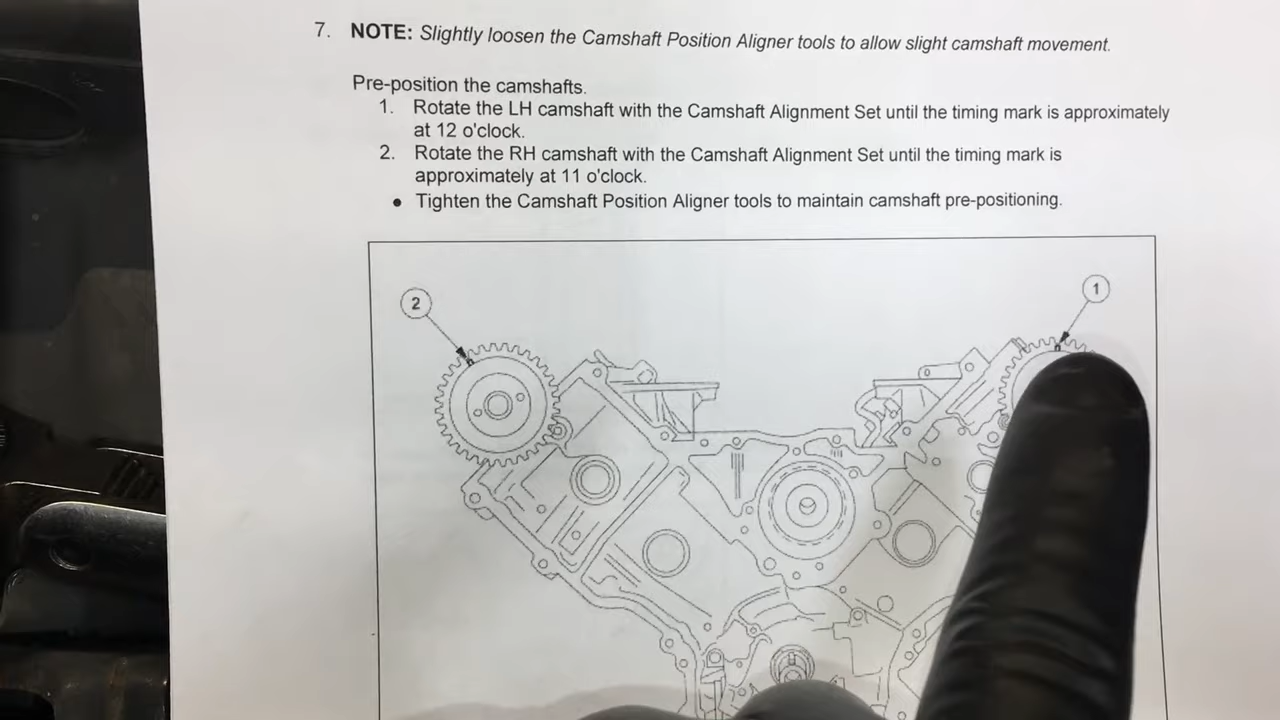 7. NOTE: Slightly loosen the Camshaft Position Aligner tools to allow slight camshaft movement.
Pre-position the camshafts.
1. Rotate the LH camshaft with the Camshaft Alignment Set until the timing mark is approximately
at 12 o'clock.
2. Rotate the RH camshaft with the Camshaft Alignment Set until the timing mark is
approximately at 11 o'clock.
• Tighten the Camshaft Position Aligner tools to maintain camshaft pre-positioning.
2
1